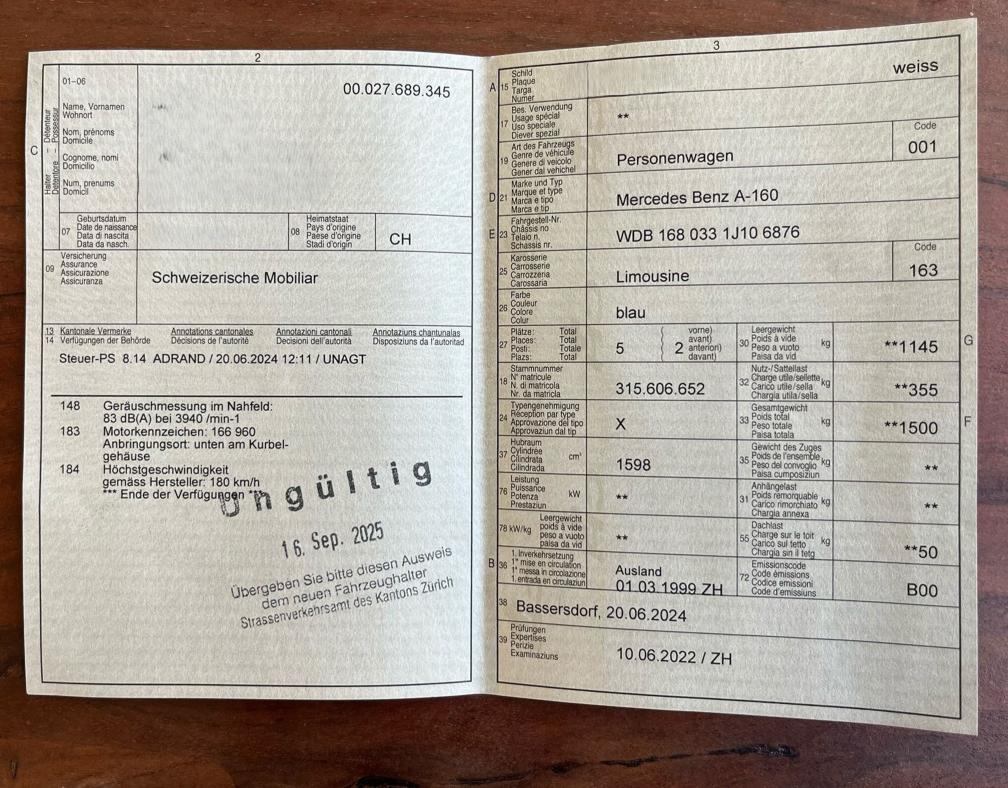 2
01–06
00.027.689.345
C
Halter – Détenteur
Detentore – Possessur
Name, Vornamen
Wohnort
Nom, prénoms
Domicile
Cognome, nomi
Domicilio
Num, prenums
Domicil
07
Geburtsdatum
Date de naissance
Data di nascita
Data da nasch.
08
Heimatstaat
Pays d'origine
Paese d'origine
Stadi d'origin
CH
09
Versicherung
Assurance
Assicurazione
Assicuranza
Schweizerische Mobiliar
13
14
Kantonale Vermerke
Verfügungen der Behörde
Annotations cantonales
Décisions de l'autorité
Annotazioni cantonali
Decisioni dell'autorità
Annotaziuns chantunalas
Disposiziuns da l'autoritad
Steuer-PS 8.14 ADRAND / 20.06.2024 12:11 / UNAGT
148 Geräuschmessung im Nahfeld:
83 dB(A) bei 3940 /min-1
183 Motorkennzeichen: 166 960
Anbringungsort: unten am Kurbel-
gehäuse
184 Höchstgeschwindigkeit
gemäss Hersteller: 180 km/h
*** Ende der Verfügungen
Ungültig
16. Sep. 2025
Übergeben Sie bitte diesen Ausweis
dem neuen Fahrzeughalter
Strassenverkehrsamt des Kantons Zürich
3
A 15
Schild
Plaque
Targa
Numer
weiss
17
Bes. Verwendung
Usage spécial
Uso speciale
Diever spezial
**
19
Art des Fahrzeugs
Genre de véhicule
Genere di veicolo
Gener dal vehichel
Personenwagen
Code
001
D 21
Marke und Typ
Marque et type
Marca e tipo
Marca e tip
Mercedes Benz A-160
E 23
Fahrgestell-Nr.
Châssis no
Telaio n.
Schassis nr.
WDB 168 033 1J10 6876
25
Karosserie
Carrosserie
Carrozzeria
Carossaria
Limousine
Code
163
26
Farbe
Couleur
Colore
Colur
blau
27
Plätze: Total
Places: Total
Posti: Totale
Plazs: Total
5
2
vorne)
avant)
anteriori)
davant)
30
Leergewicht
Poids à vide
Peso a vuoto
Paisa da vid
kg
**1145
G
18
Stammnummer
N° matricule
N. di matricola
Nr. da matricla
315.606.652
32
Nutz-/Sattellast
Charge utile/sellette
Carico utile/sella
Chargia utila/sella
kg
**355
24
Typengenehmigung
Réception par type
Approvazione del tipo
Approvaziun dal tip
X
33
Gesamtgewicht
Poids total
Peso totale
Paisa totala
kg
**1500
F
37
Hubraum
Cylindrée
Cilindrata
Cilindrada
cm³
1598
35
Gewicht des Zuges
Poids de l'ensemble
Peso del convoglio
Paisa cumposiziun
kg
**
76
Leistung
Puissance
Potenza
Prestaziun
kW
**
31
Anhängelast
Poids remorquable
Carico rimorchiato
Chargia annexa
kg
**
78 kW/kg
Leergewicht
poids à vide
peso a vuoto
paisa da vid
**
55
Dachlast
Charge sur le toit
Carico sul tetto
Chargia sin il tetg
kg
**50
B 36
1. Inverkehrsetzung
1re mise en circulation
1a messa in circolazione
1. entrada en circulaziun
Ausland
01.03.1999 ZH
72
Emissionscode
Code émissions
Codice emissioni
Code d'emissiuns
B00
38
Bassersdorf, 20.06.2024
39
Prüfungen
Expertises
Perizie
Examinaziuns
10.06.2022 / ZH